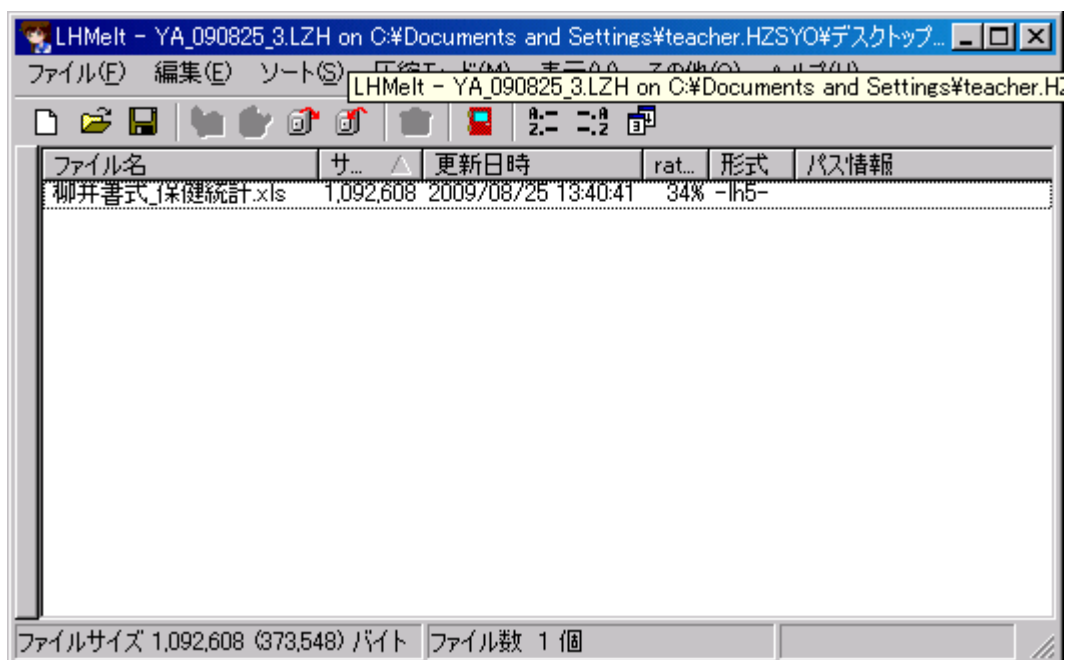 LHMelt - YA_090825_3.LZH on C:¥Documents and Settings¥teacher.HZSYO¥デスクトップ...
ファイル(F) 編集(E) ソート(S)
LHMelt - YA_090825_3.LZH on C:¥Documents and Settings¥teacher.HZ
ファイル名 サ... 更新日時 rat... 形式 パス情報
柳井書式_保健統計.xls 1,092,608 2009/08/25 13:40:41 34% -lh5-
ファイルサイズ 1,092,608 (373,548) バイト ファイル数 1 個